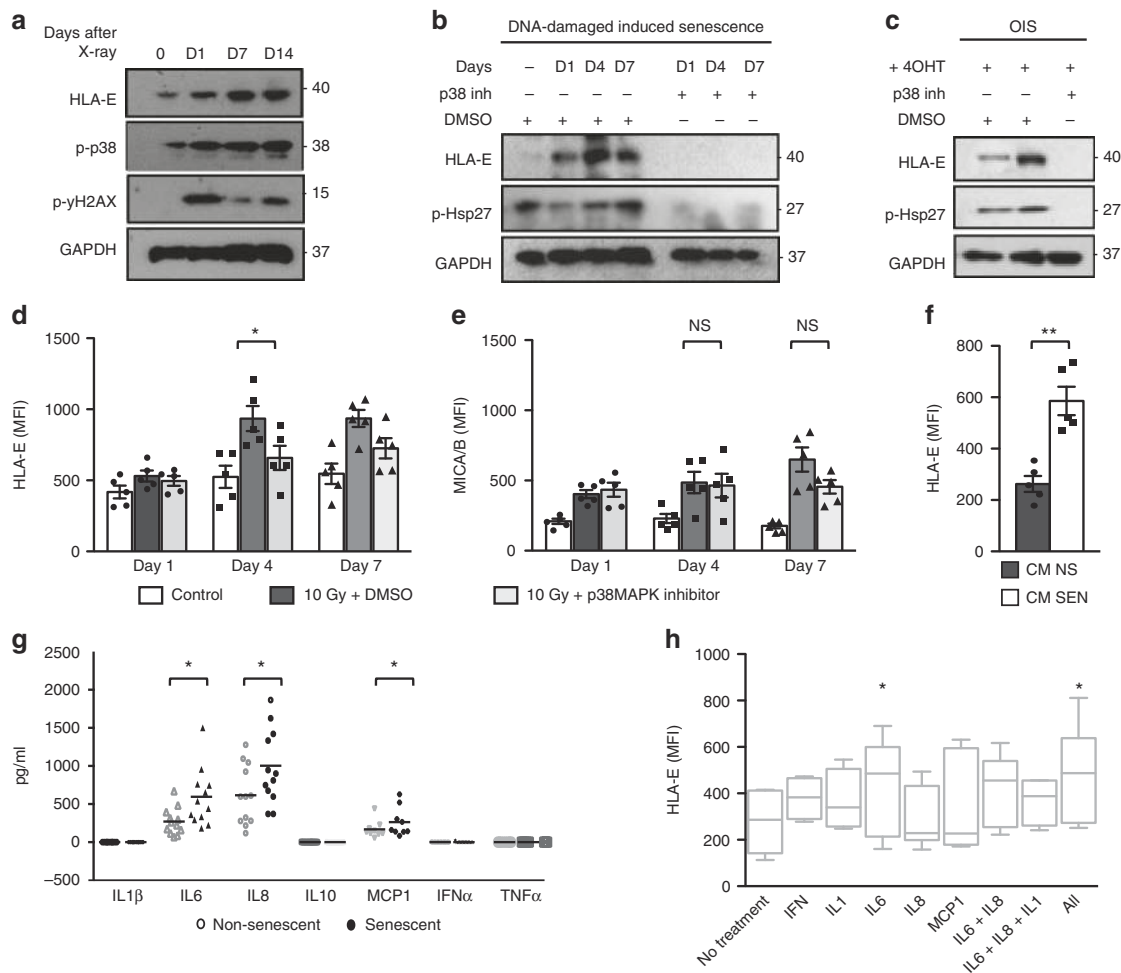 a
Days after
X-ray
0 D1 D7 D14
HLA-E
40
p-p38
38
p-yH2AX
15
GAPDH
37
b
DNA-damaged induced senescence
Days – D1 D4 D7 D1 D4 D7
p38 inh – – – – + + +
DMSO + + + + – – –
HLA-E
40
p-Hsp27
27
GAPDH
37
c
OIS
+ 4OHT + + +
p38 inh – – +
DMSO + + –
HLA-E
40
p-Hsp27
27
GAPDH
37
d
HLA-E (MFI)
1500
1000
500
0
*
Day 1 Day 4 Day 7
e
MICA/B (MFI)
1500
1000
500
0
NS NS
Day 1 Day 4 Day 7
Control 10 Gy + DMSO 10 Gy + p38MAPK inhibitor
f
HLA-E (MFI)
800
600
400
200
0
**
CM NS
CM SEN
g
pg/ml
2500
2000
1500
1000
500
0
–500
* * *
IL1β IL6 IL8 IL10 MCP1 IFNα TNFα
Non-senescent Senescent
h
HLA-E (MFI)
1000
800
600
400
200
0
* *
No treatment
IFN
IL1
IL6
IL8
MCP1
IL6 + IL8
IL6 + IL8 + IL1
All